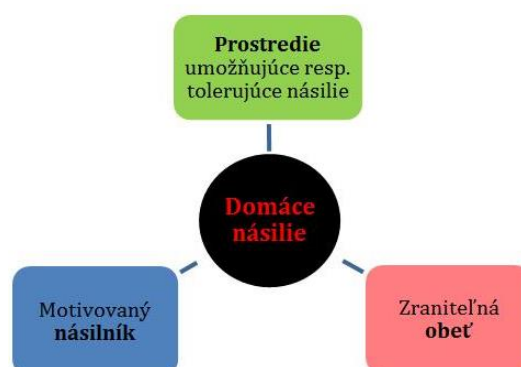 Prostredie
umožňujúce resp.
tolerujúce násilie
Domáce
násilie
Motivovaný
násilník
Zraniteľná
obeť